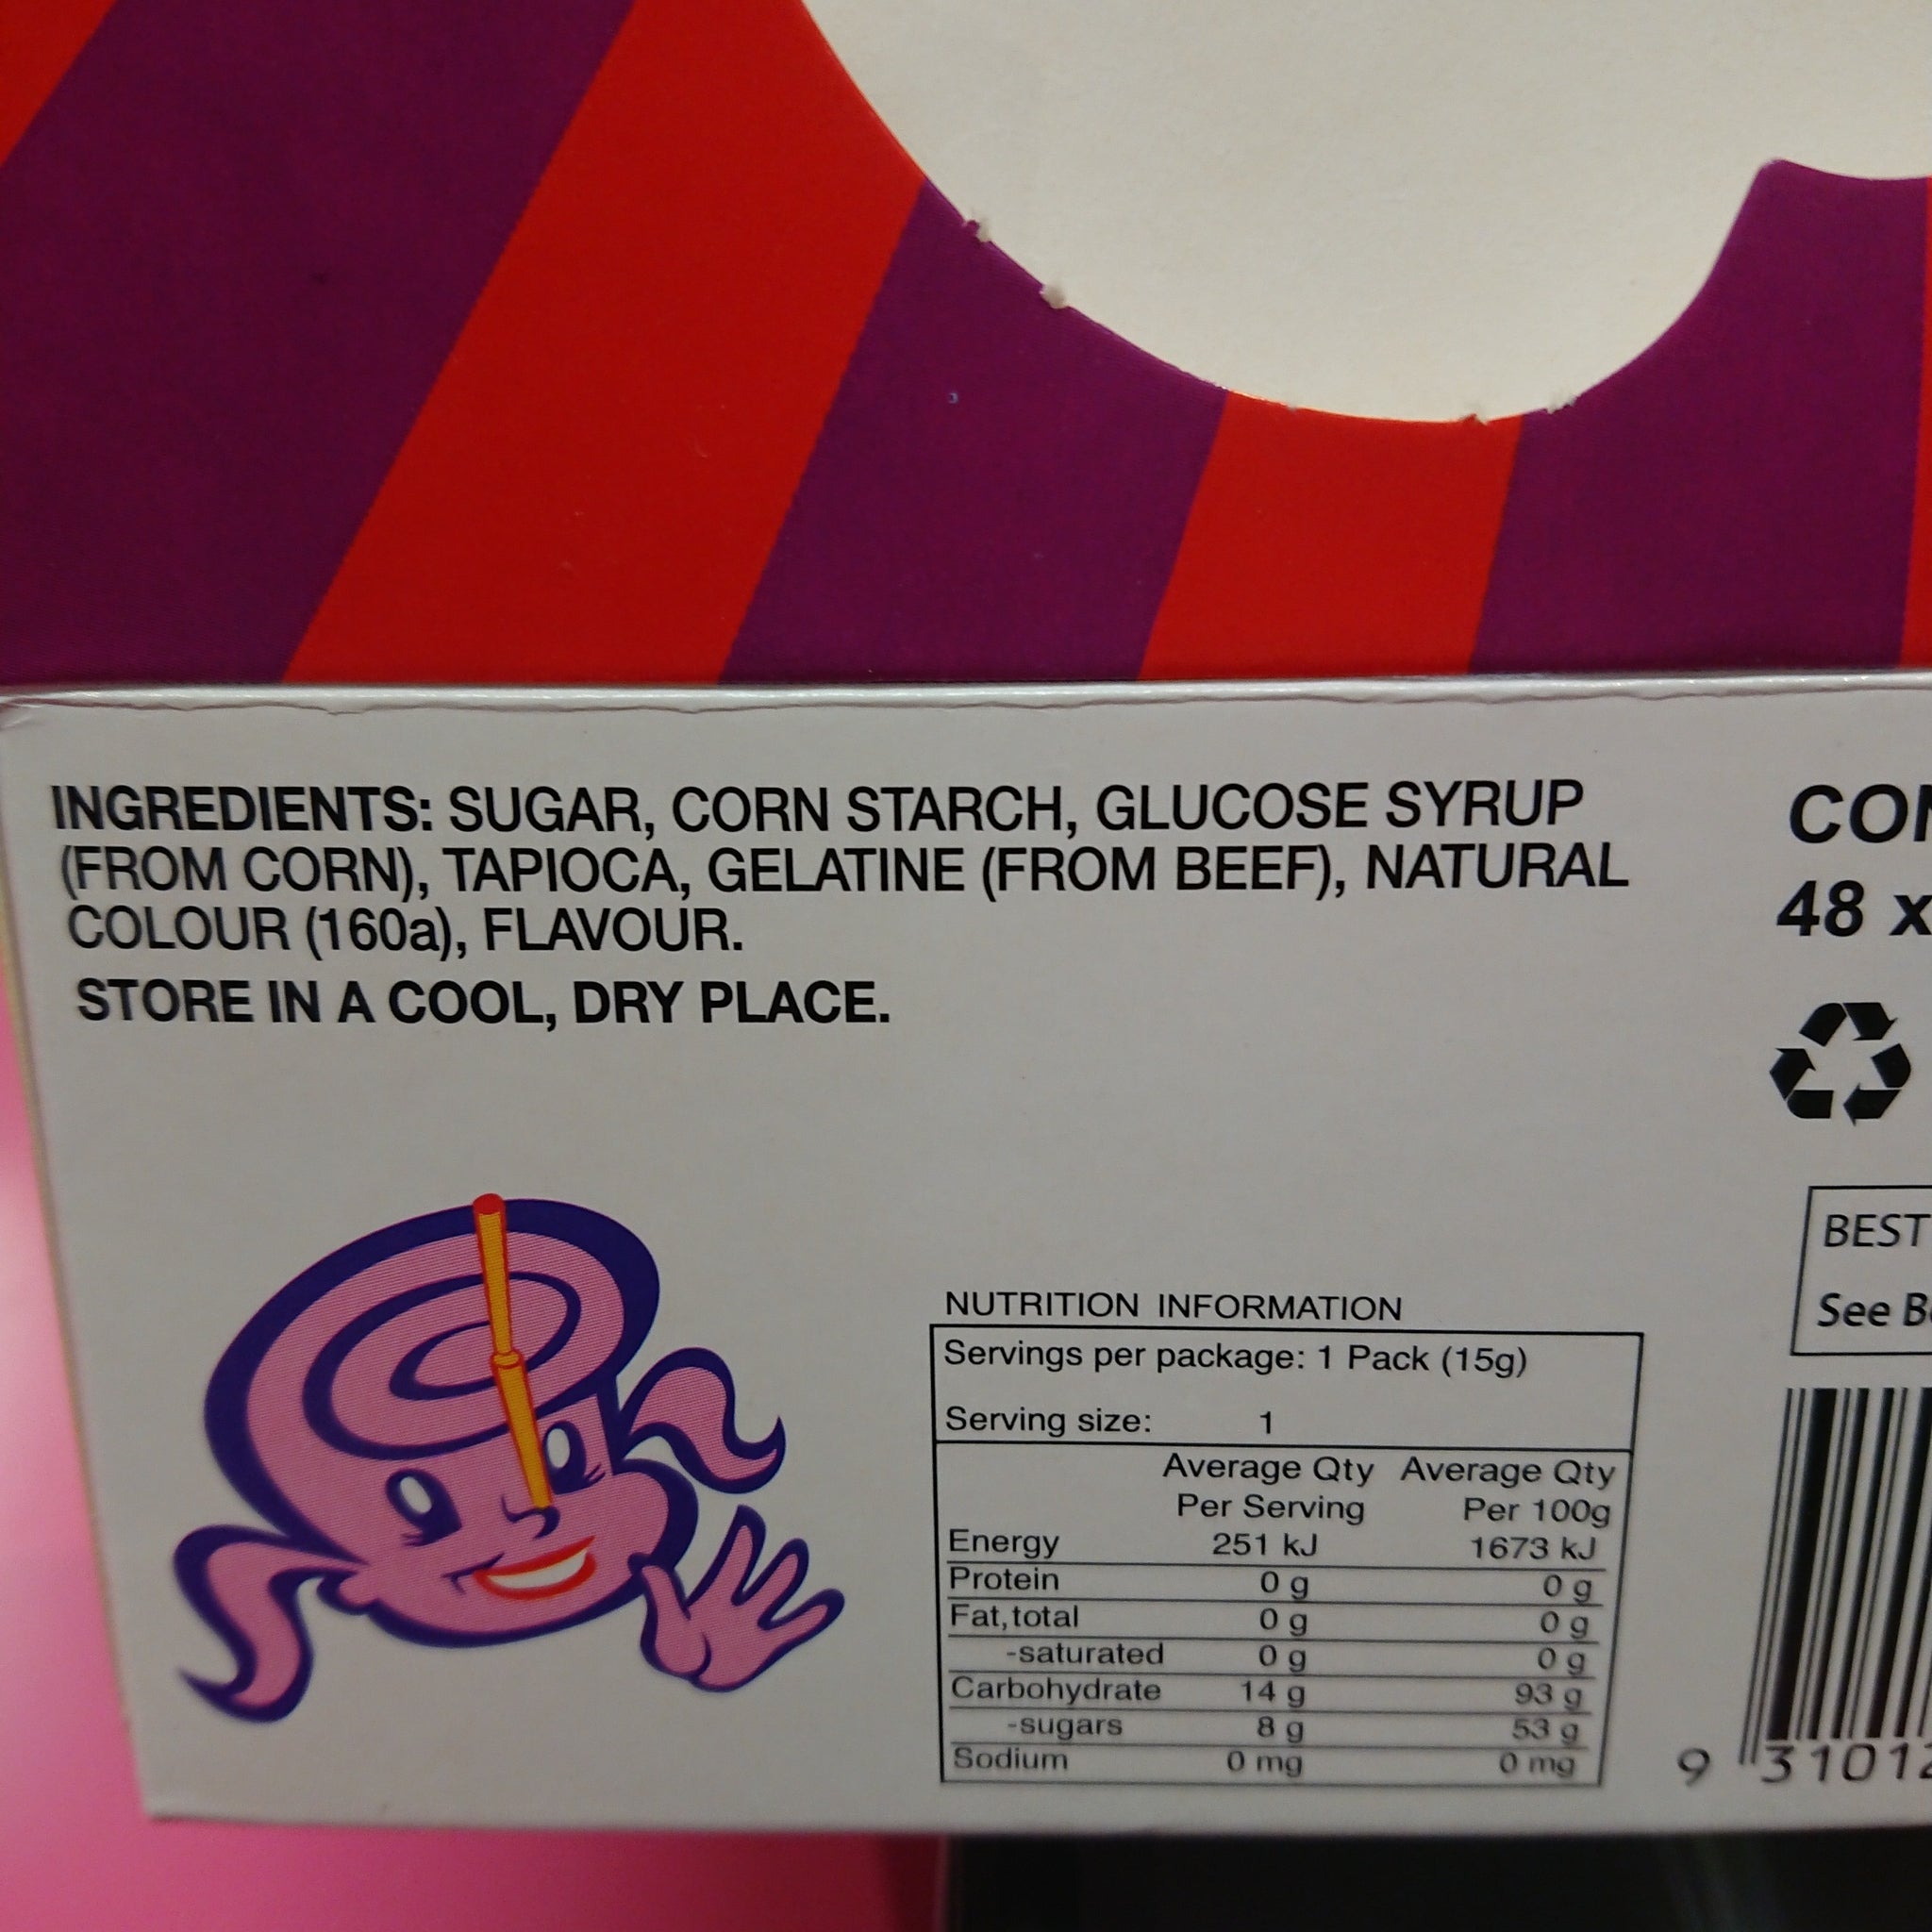 INGREDIENTS: SUGAR, CORN STARCH, GLUCOSE SYRUP
(FROM CORN), TAPIOCA, GELATINE (FROM BEEF), NATURAL
COLOUR (160a), FLAVOUR.
STORE IN A COOL, DRY PLACE.
48 x
BEST
See
NUTRITION INFORMATION
Servings per package: 1 Pack (15g)
Serving size: 1
Average Qty Average Qty
Per Serving Per 100g
Energy 251 kJ 1673 kJ
Protein 0 g 0 g
Fat, total 0 g 0 g
-saturated 0 g 0 g
Carbohydrate 14 g 93 g
-sugars 8 g 53 g
Sodium 0 mg 0 mg
9 31012